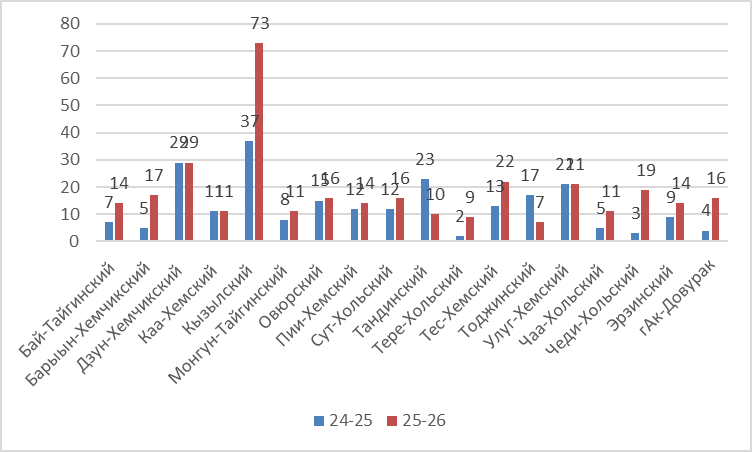 80
70
60
50
40
30
20
10
0
7 14
5 17
29 29
11 11
37 73
8 11
15 16
12 14
12 16
23 10
2 9
13 22
17 7
21 21
5 11
3 19
9 14
4 16
Бай-Тайгинский
Барыын-Хемчикский
Дзун-Хемчикский
Каа-Хемский
Кызылский
Монгун-Тайгинский
Овюрский
Пии-Хемский
Сут-Хольский
Тандинский
Тере-Хольский
Тес-Хемский
Тоджинский
Улуг-Хемский
Чаа-Хольский
Чеди-Хольский
Эрзинский
гАк-Довурак
24-25 25-26